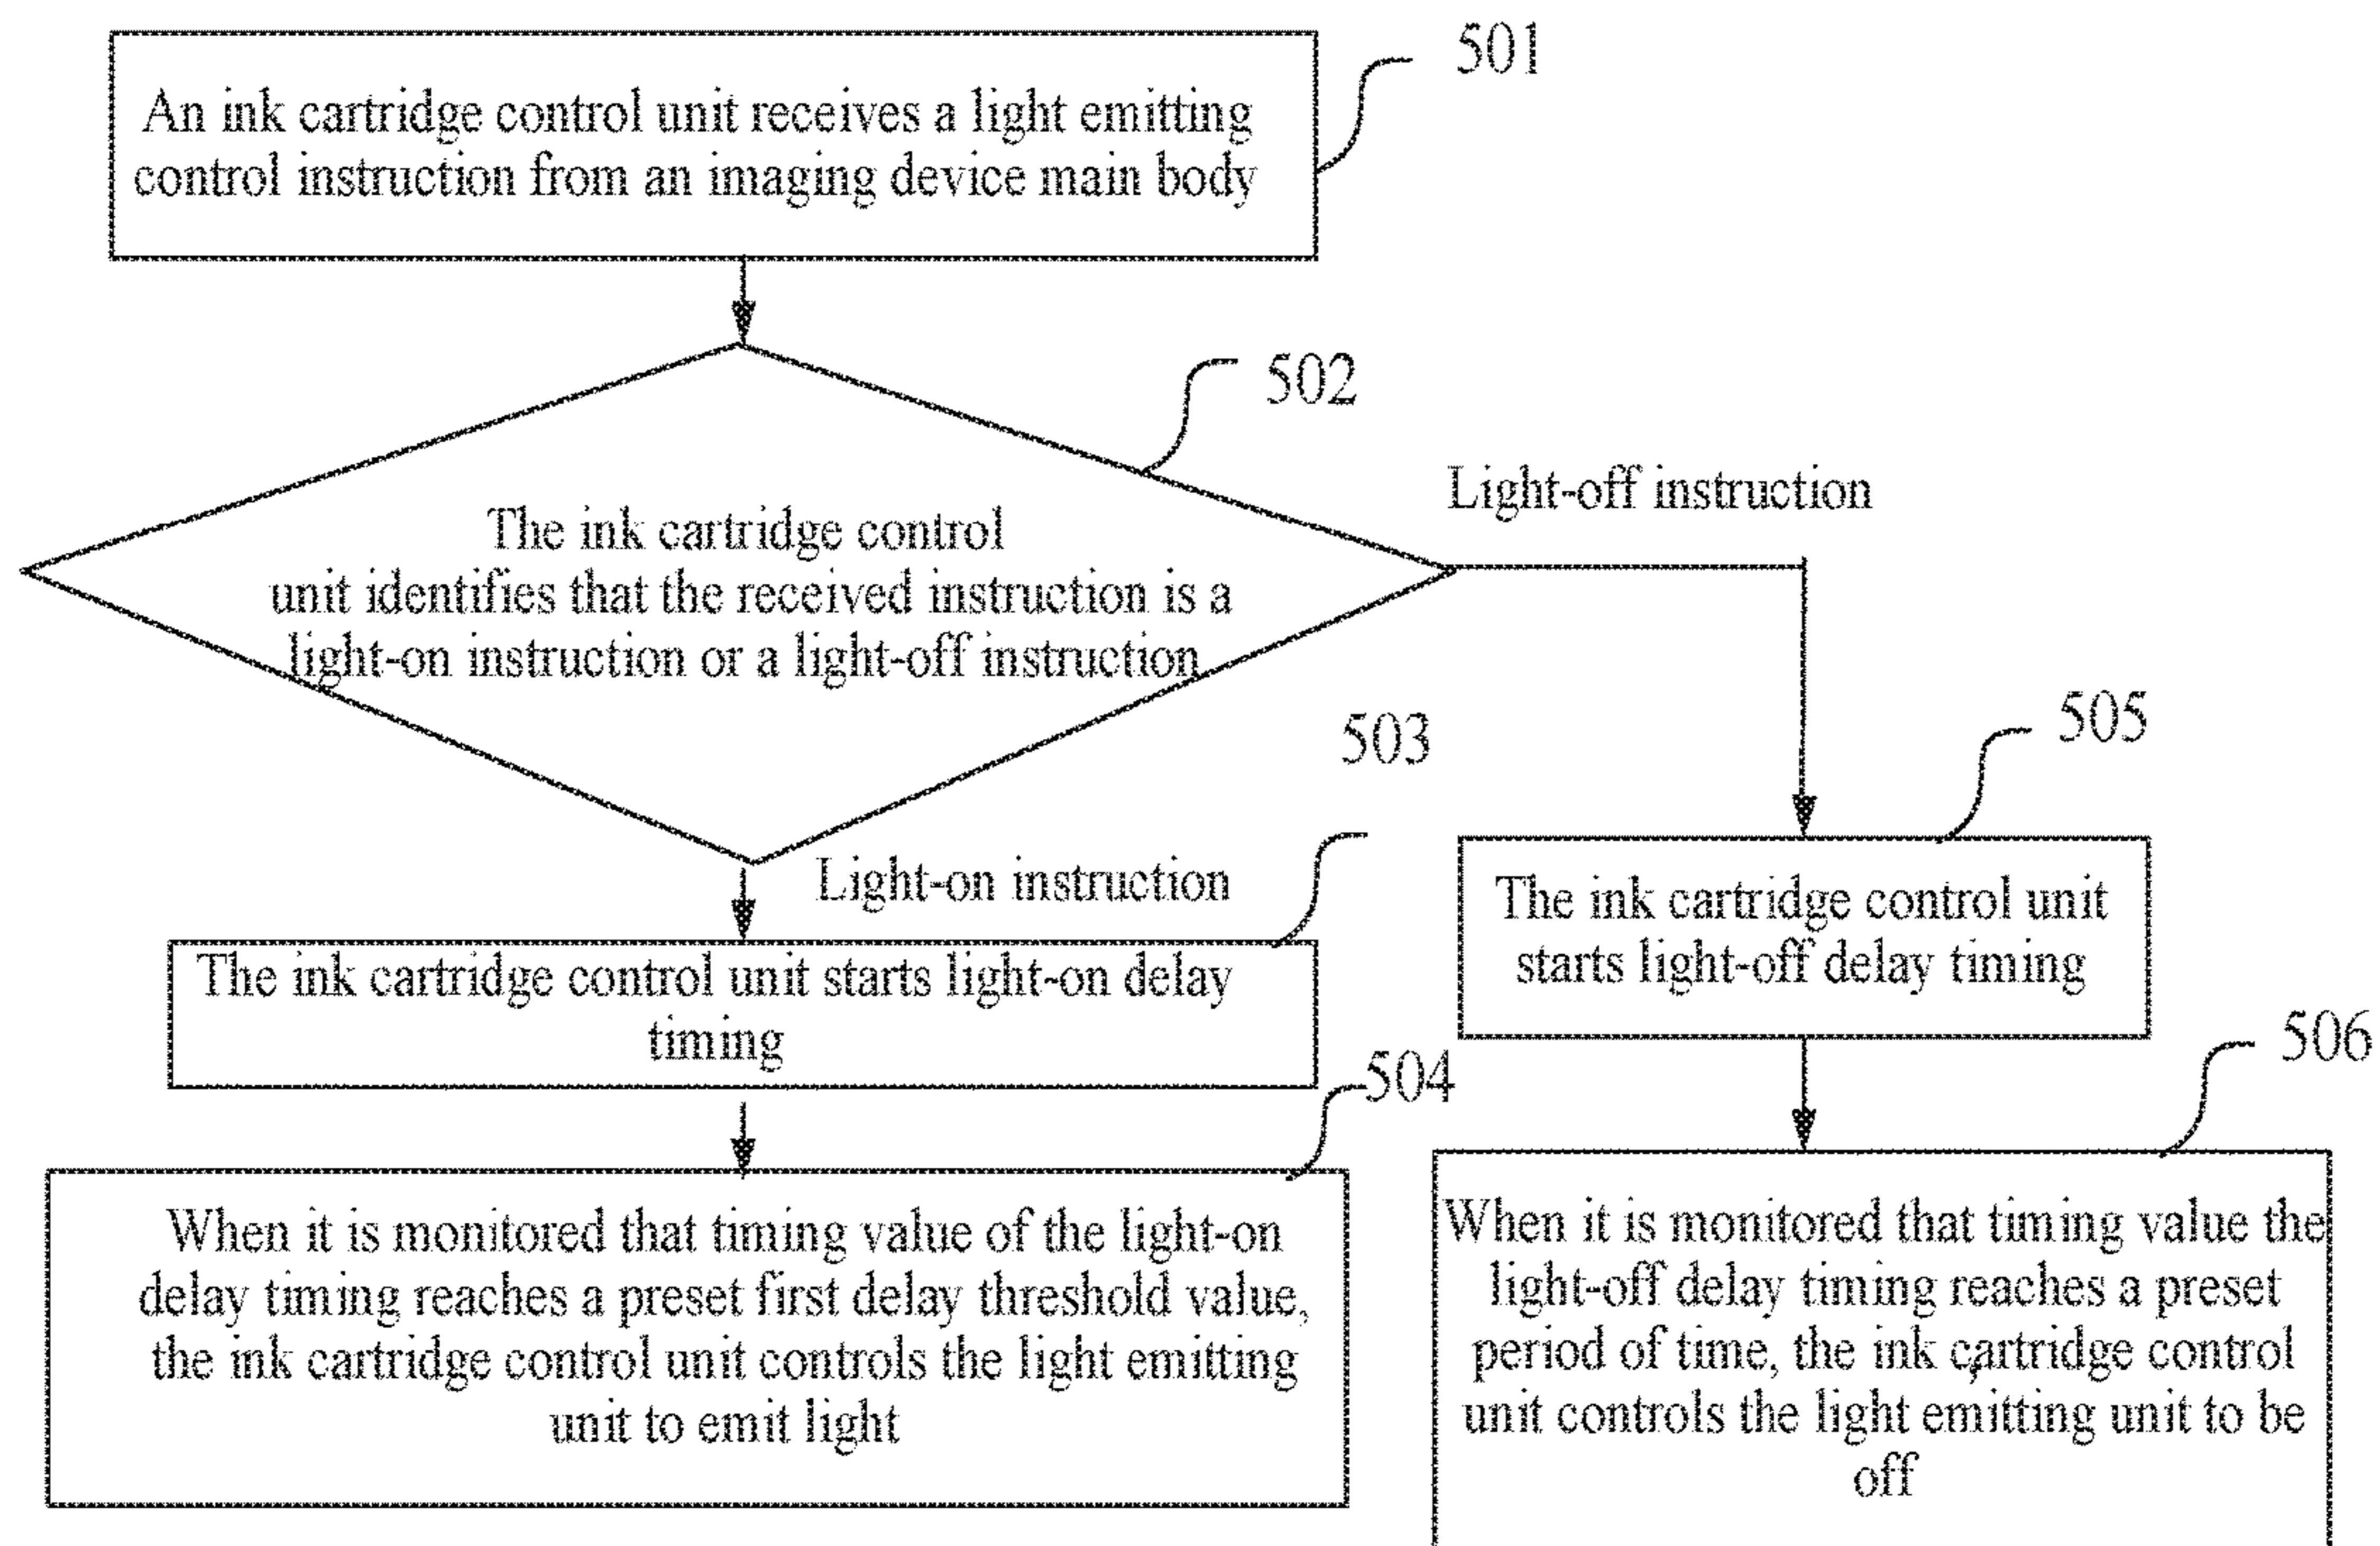 501
An ink cartridge control unit receives a light emitting
control instruction from an imaging device main body
502
Light-off instruction
The ink cartridge control
unit identifies that the received instruction is a
light-on instruction or a light-off instruction
503
505
Light-on instruction
The ink cartridge control unit starts light-on delay
timing
The ink cartridge control unit
starts light-off delay timing
504
506
When it is monitored that timing value of the light-on
delay timing reaches a preset first delay threshold value,
the ink cartridge control unit controls the light emitting
unit to emit light
When it is monitored that timing value the
light-off delay timing reaches a preset
period of time, the ink cartridge control
unit controls the light emitting unit to be
off